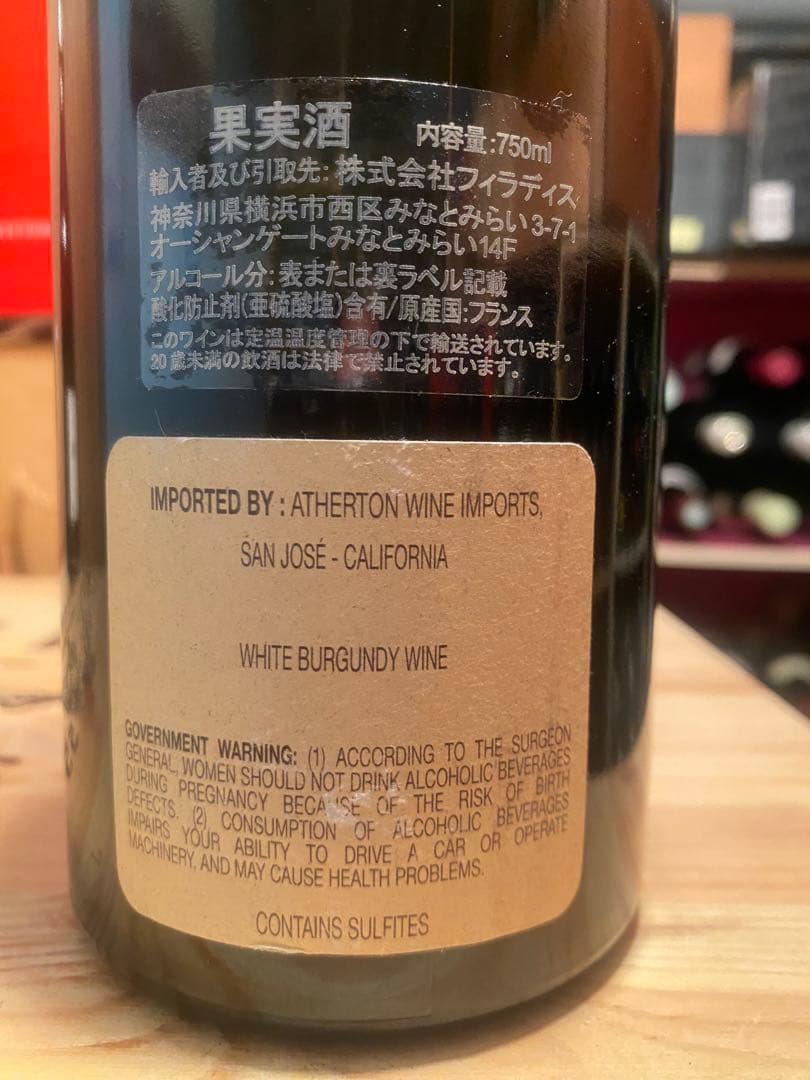 果実酒 内容量:750ml
輸入者及び引取先:株式会社フィラディス
神奈川県横浜市西区みなとみらい3-7-1
オーシャンゲートみなとみらい14F
アルコール分:表または裏ラベル記載
酸化防止剤(亜硫酸塩)含有/原産国:フランス
このワインは定温温度管理の下で輸送されています。
20歳未満の飲酒は法律で禁止されています。
IMPORTED BY : ATHERTON WINE IMPORTS,
SAN JOSÉ - CALIFORNIA
WHITE BURGUNDY WINE
GOVERNMENT WARNING: (1) ACCORDING TO THE SURGEON
GENERAL, WOMEN SHOULD NOT DRINK ALCOHOLIC BEVERAGES
DURING PREGNANCY BECAUSE OF THE RISK OF BIRTH
DEFECTS. (2) CONSUMPTION OF ALCOHOLIC BEVERAGES
IMPAIRS YOUR ABILITY TO DRIVE A CAR OR OPERATE
MACHINERY, AND MAY CAUSE HEALTH PROBLEMS.
CONTAINS SULFITES